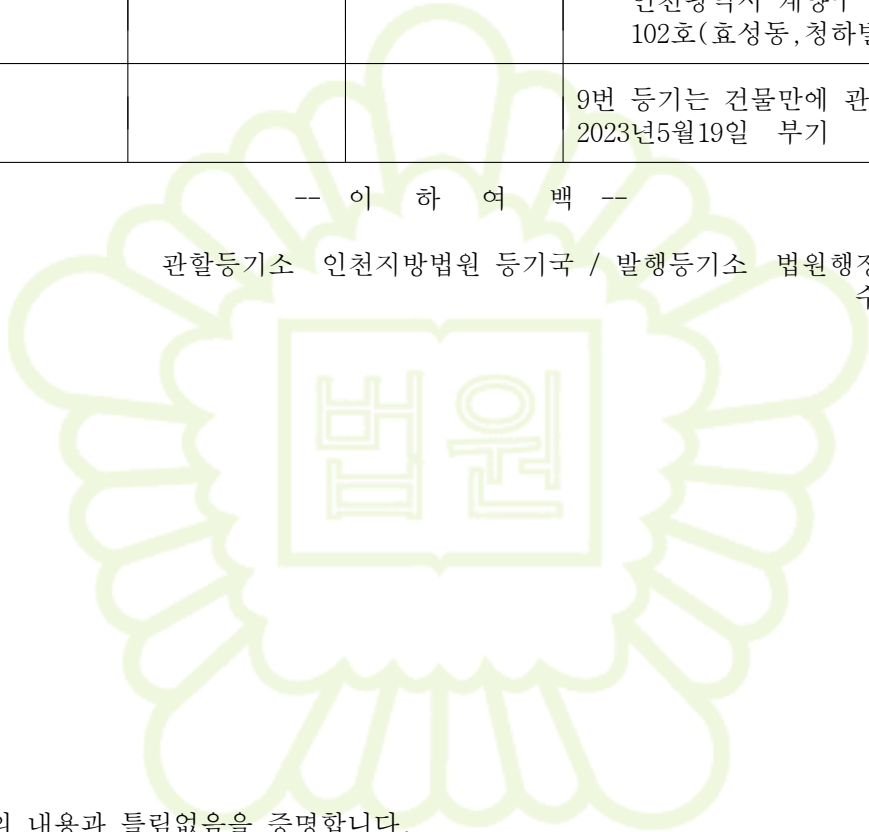 인천광역시 계양구
102호(효성동,청하
9번 등기는 건물만에 관
2023년5월19일 부기
-- 이 하 여 백 --
관할등기소 인천지방법원 등기국 / 발행등기소 법원행정
수
법원
의 내용과 틀림없음을 증명합니다.